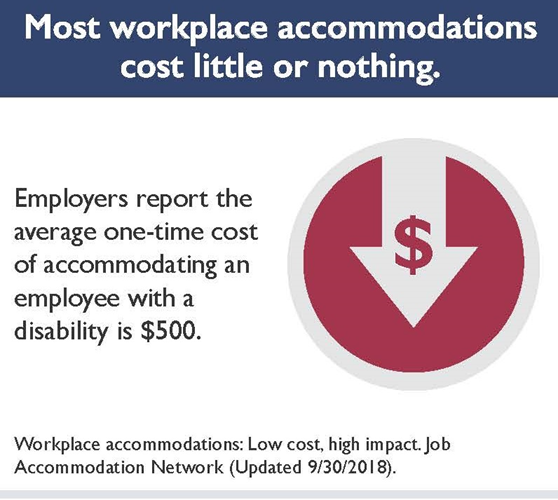 Most workplace accommodations
cost little or nothing.
Employers report the
average one-time cost
of accommodating an
employee with a
disability is $500.
$
Workplace accommodations: Low cost, high impact. Job
Accommodation Network (Updated 9/30/2018).